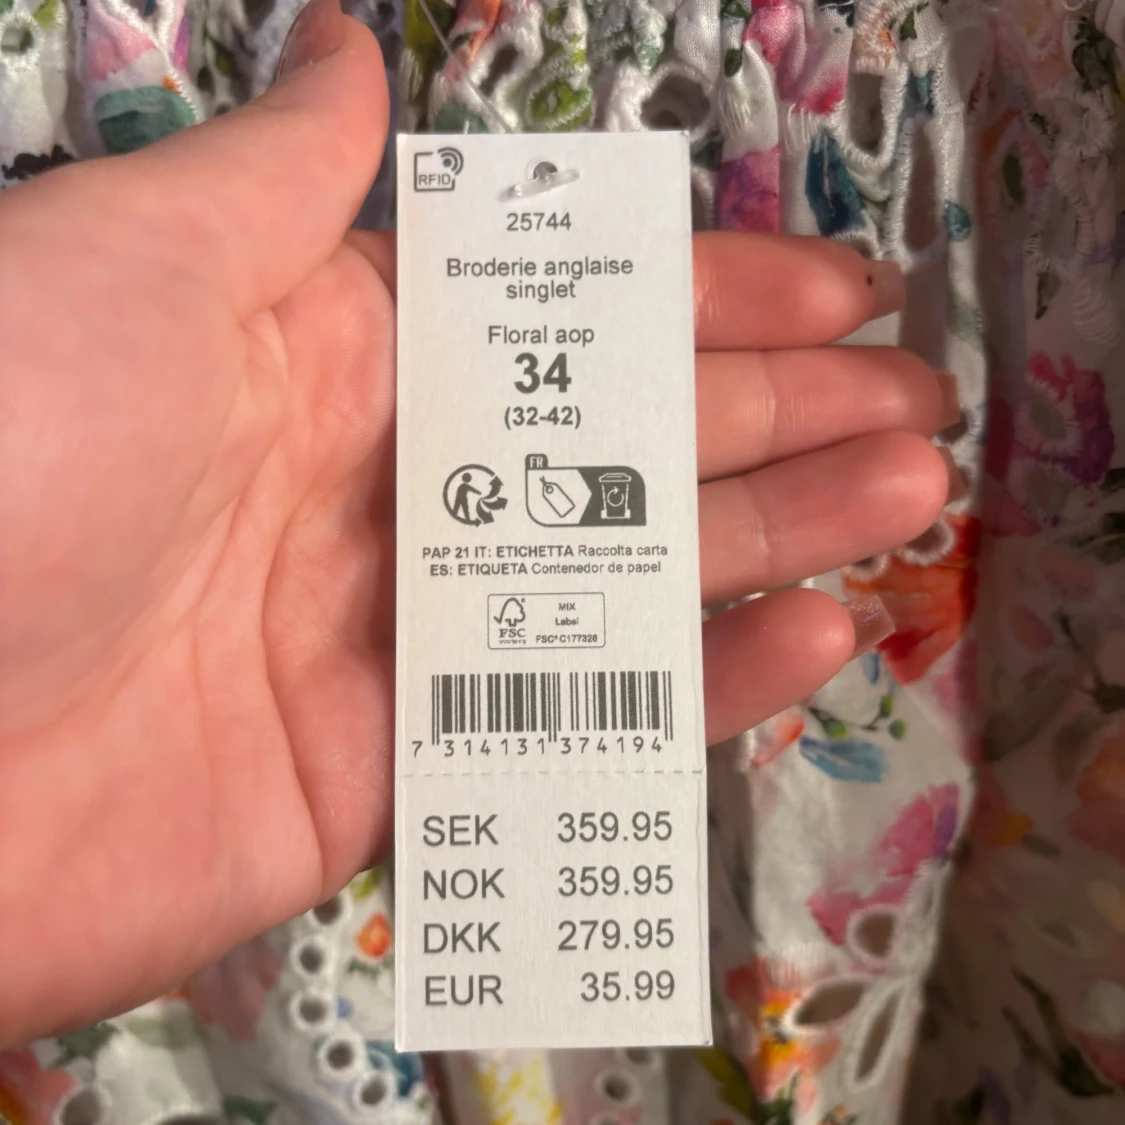 RFID
25744
Broderie anglaise
singlet
Floral aop
34
(32-42)
FR
PAP 21 IT: ETICHETTA Raccolta carta
ES: ETIQUETA Contenedor de papel
MIX
Label
FSC
FSC® C177328
7 314131 374194
SEK 359.95
NOK 359.95
DKK 279.95
EUR 35.99